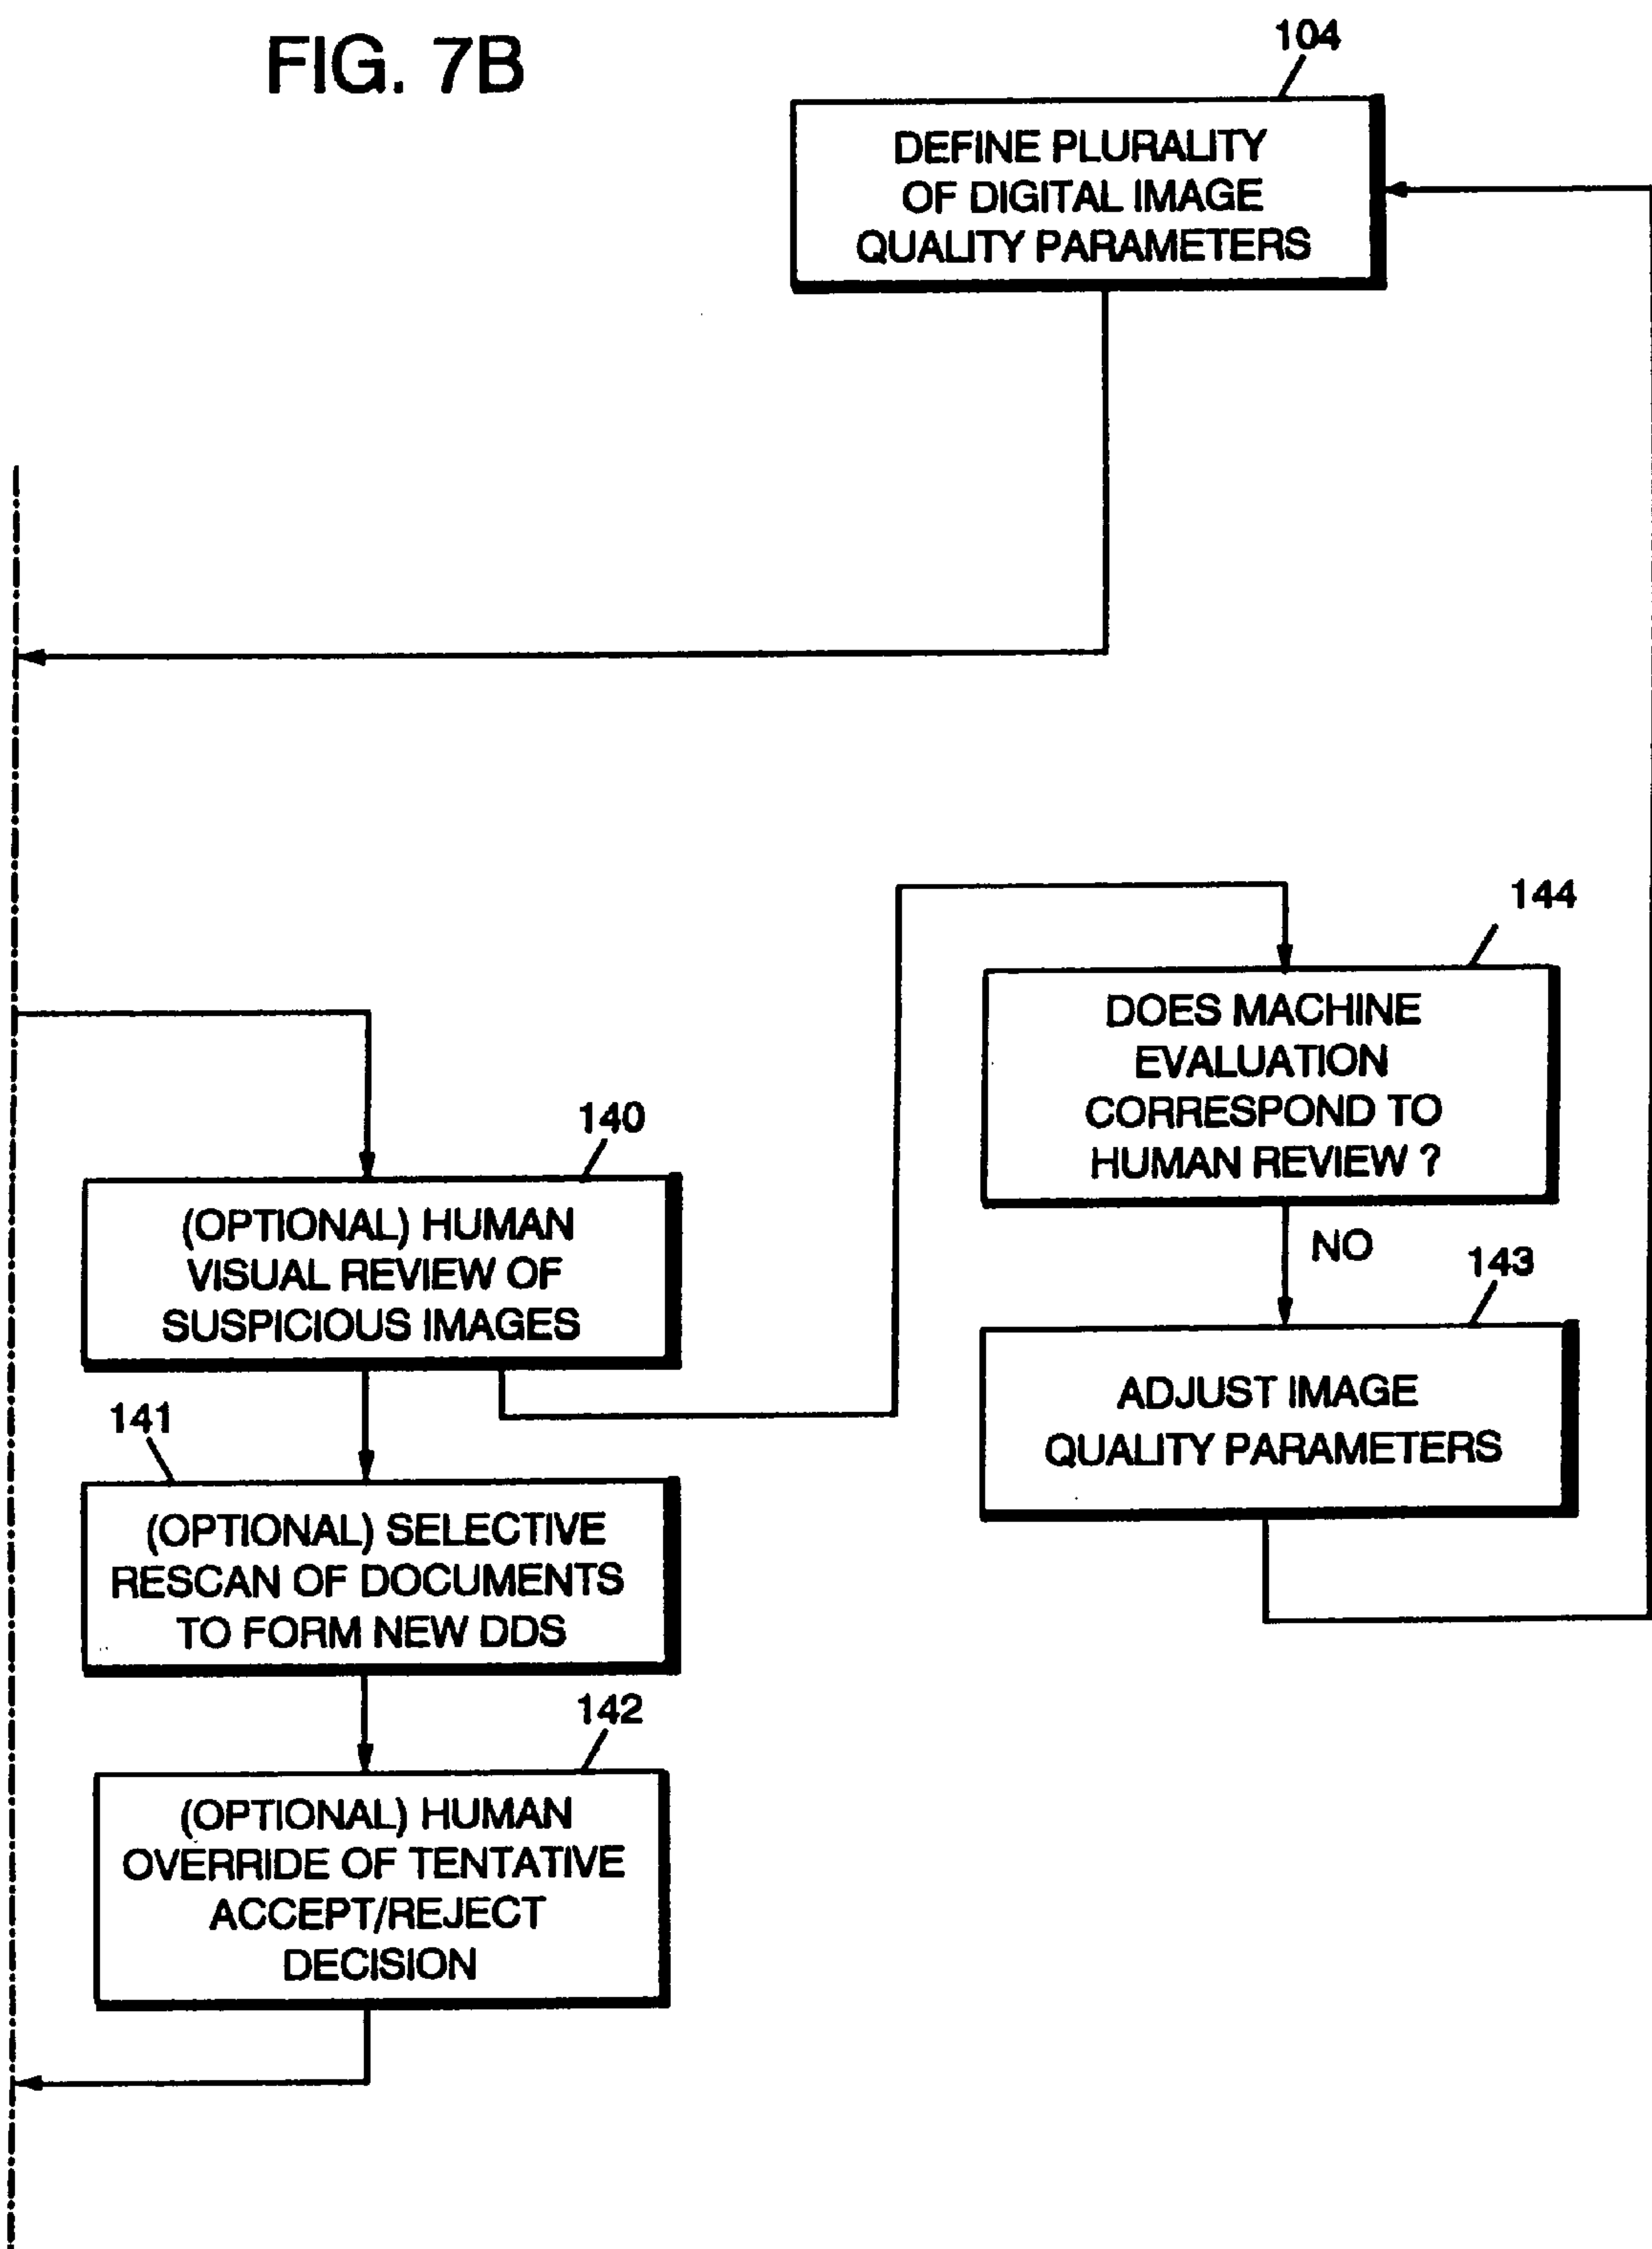 FIG. 7B
104
DEFINE PLURALITY
OF DIGITAL IMAGE
QUALITY PARAMETERS
144
DOES MACHINE
EVALUATION
CORRESPOND TO
HUMAN REVIEW ?
NO
143
ADJUST IMAGE
QUALITY PARAMETERS
140
(OPTIONAL) HUMAN
VISUAL REVIEW OF
SUSPICIOUS IMAGES
141
(OPTIONAL) SELECTIVE
RESCAN OF DOCUMENTS
TO FORM NEW DDS
142
(OPTIONAL) HUMAN
OVERRIDE OF TENTATIVE
ACCEPT/REJECT
DECISION